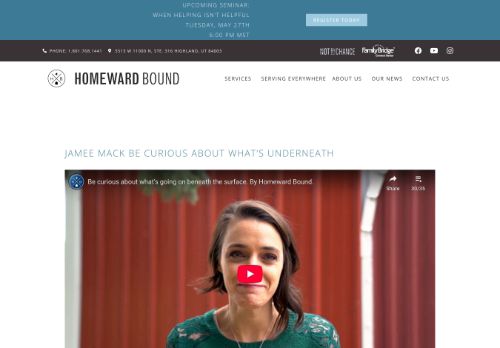 UPCOMING SEMINAR:
WHEN HELPING ISN'T HELPFUL
TUESDAY, MAY 27TH
6:00 PM MST
REGISTER TODAY
PHONE: 1.801.768.1441
5513 W 11000 N, STE. 316 HIGHLAND, UT 84003
NOT BY CHANCE
FamilyBridge
HOMEWARD BOUND
SERVICES
SERVING EVERYWHERE
ABOUT US
OUR NEWS
CONTACT US
JAMEE MACK BE CURIOUS ABOUT WHAT'S UNDERNEATH
Be curious about what's going on beneath the surface. By Homeward Bound.
Share
20/35